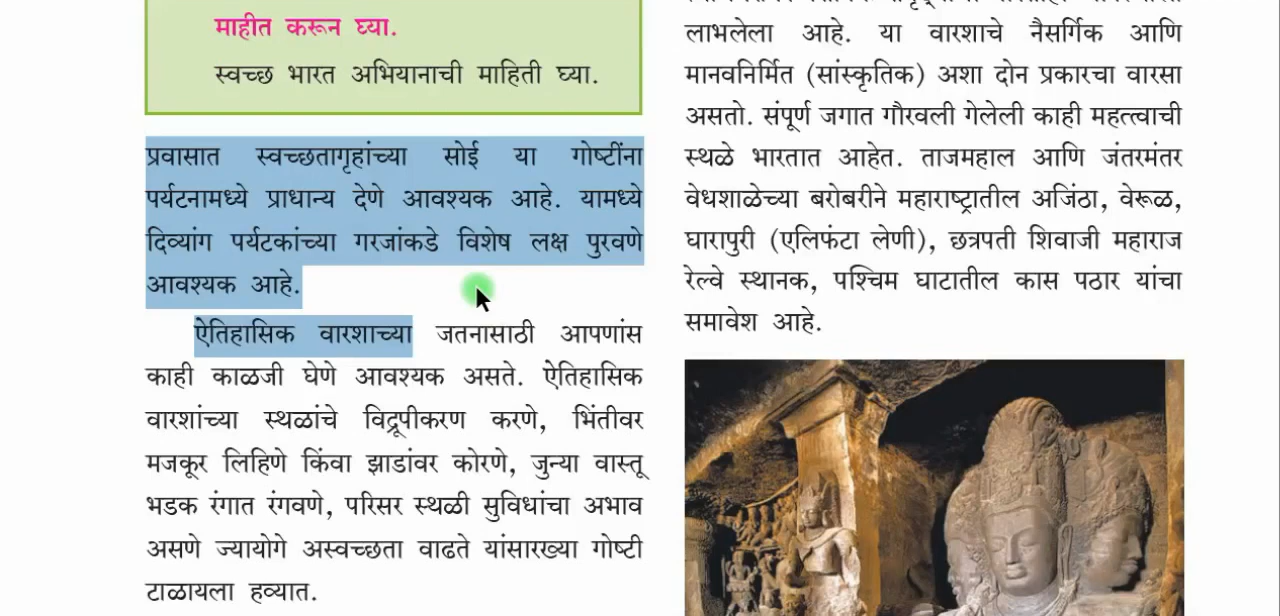 माहीत करून घ्या.
स्वच्छ भारत अभियानाची माहिती घ्या.
प्रवासात स्वच्छतागृहांच्या सोई या गोष्टींना
पर्यटनामध्ये प्राधान्य देणे आवश्यक आहे. यामध्ये
दिव्यांग पर्यटकांच्या गरजांकडे विशेष लक्ष पुरवणे
आवश्यक आहे.
ऐतिहासिक वारशाच्या जतनासाठी आपणांस
काही काळजी घेणे आवश्यक असते. ऐतिहासिक
वारशांच्या स्थळांचे विद्रूपीकरण करणे, भिंतीवर
मजकूर लिहिणे किंवा झाडांवर कोरणे, जुन्या वास्तू
भडक रंगात रंगवणे, परिसर स्थळी सुविधांचा अभाव
असणे ज्यायोगे अस्वच्छता वाढते यांसारख्या गोष्टी
टाळायला हव्यात.
लाभलेला आहे. या वारशाचे नैसर्गिक आणि
मानवनिर्मित (सांस्कृतिक) अशा दोन प्रकारचा वारसा
असतो. संपूर्ण जगात गौरवली गेलेली काही महत्त्वाची
स्थळे भारतात आहेत. ताजमहाल आणि जंतरमंतर
वेधशाळेच्या बरोबरीने महाराष्ट्रातील अजिंठा, वेरूळ,
घारापुरी (एलिफंटा लेणी), छत्रपती शिवाजी महाराज
रेल्वे स्थानक, पश्चिम घाटातील कास पठार यांचा
समावेश आहे.